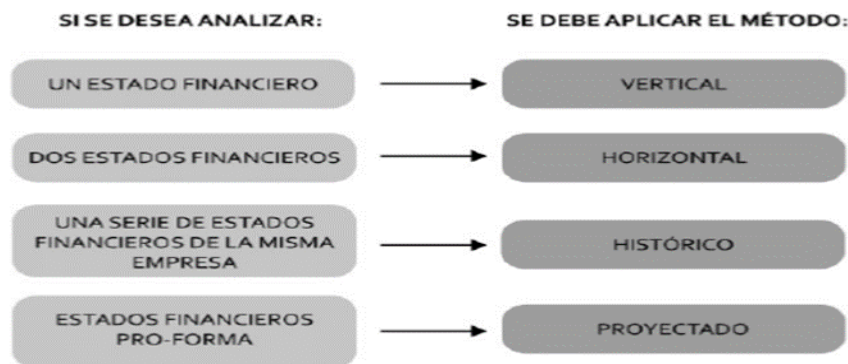 SI SE DESEA ANALIZAR:
SE DEBE APLICAR EL MÉTODO:
UN ESTADO FINANCIERO
VERTICAL
DOS ESTADOS FINANCIEROS
HORIZONTAL
UNA SERIE DE ESTADOS
FINANCIEROS DE LA MISMA
EMPRESA
HISTÓRICO
ESTADOS FINANCIEROS
PRO-FORMA
PROYECTADO